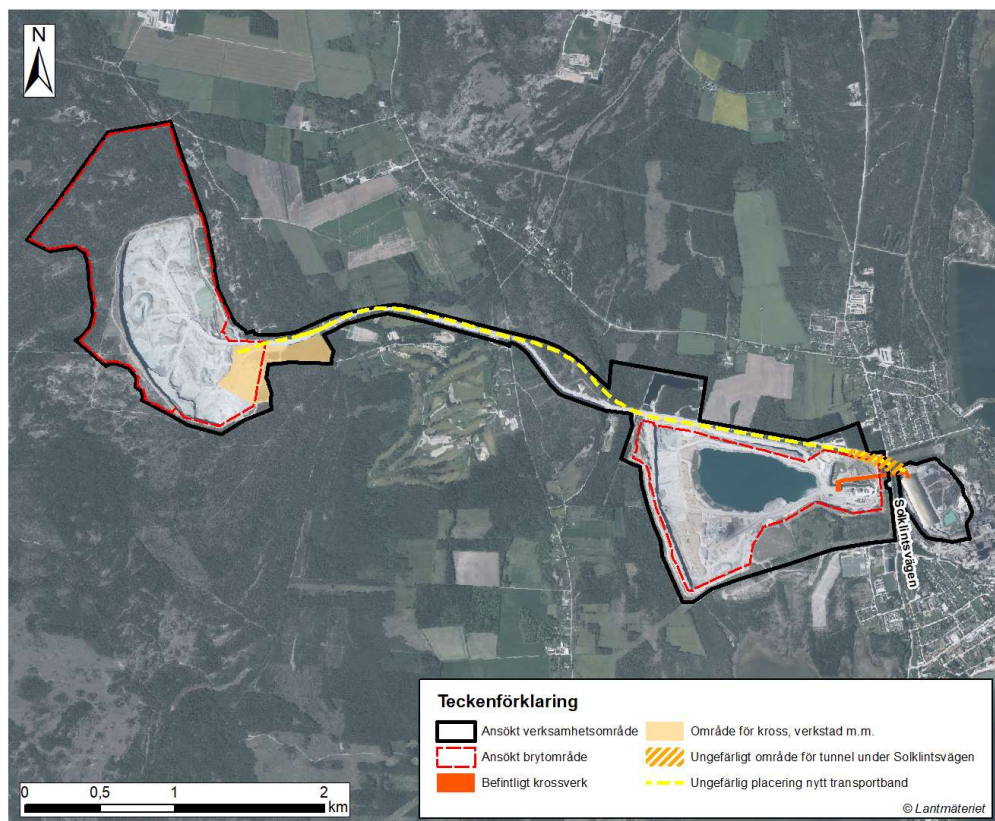 N
Solklintsvägen
Teckenförklaring
Ansökt verksamhetsområde
Område för kross, verkstad m.m.
Ansökt brytområde
Ungefärligt område för tunnel under Solklintsvägen
Befintligt krossverk
Ungefärlig placering nytt transportband
0 0,5 1 2
km
© Lantmäteriet